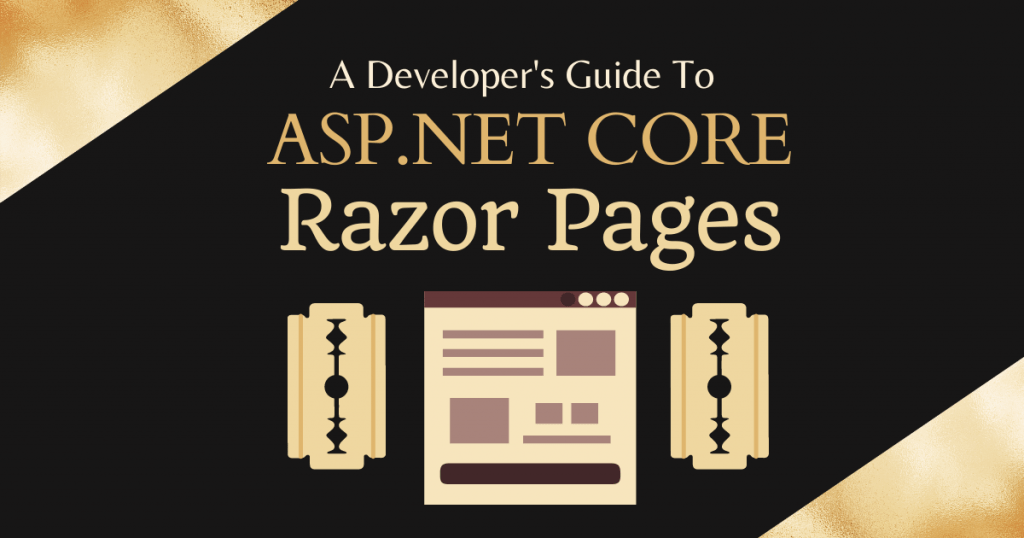 A Developer's Guide To
ASP.NET CORE
Razor Pages